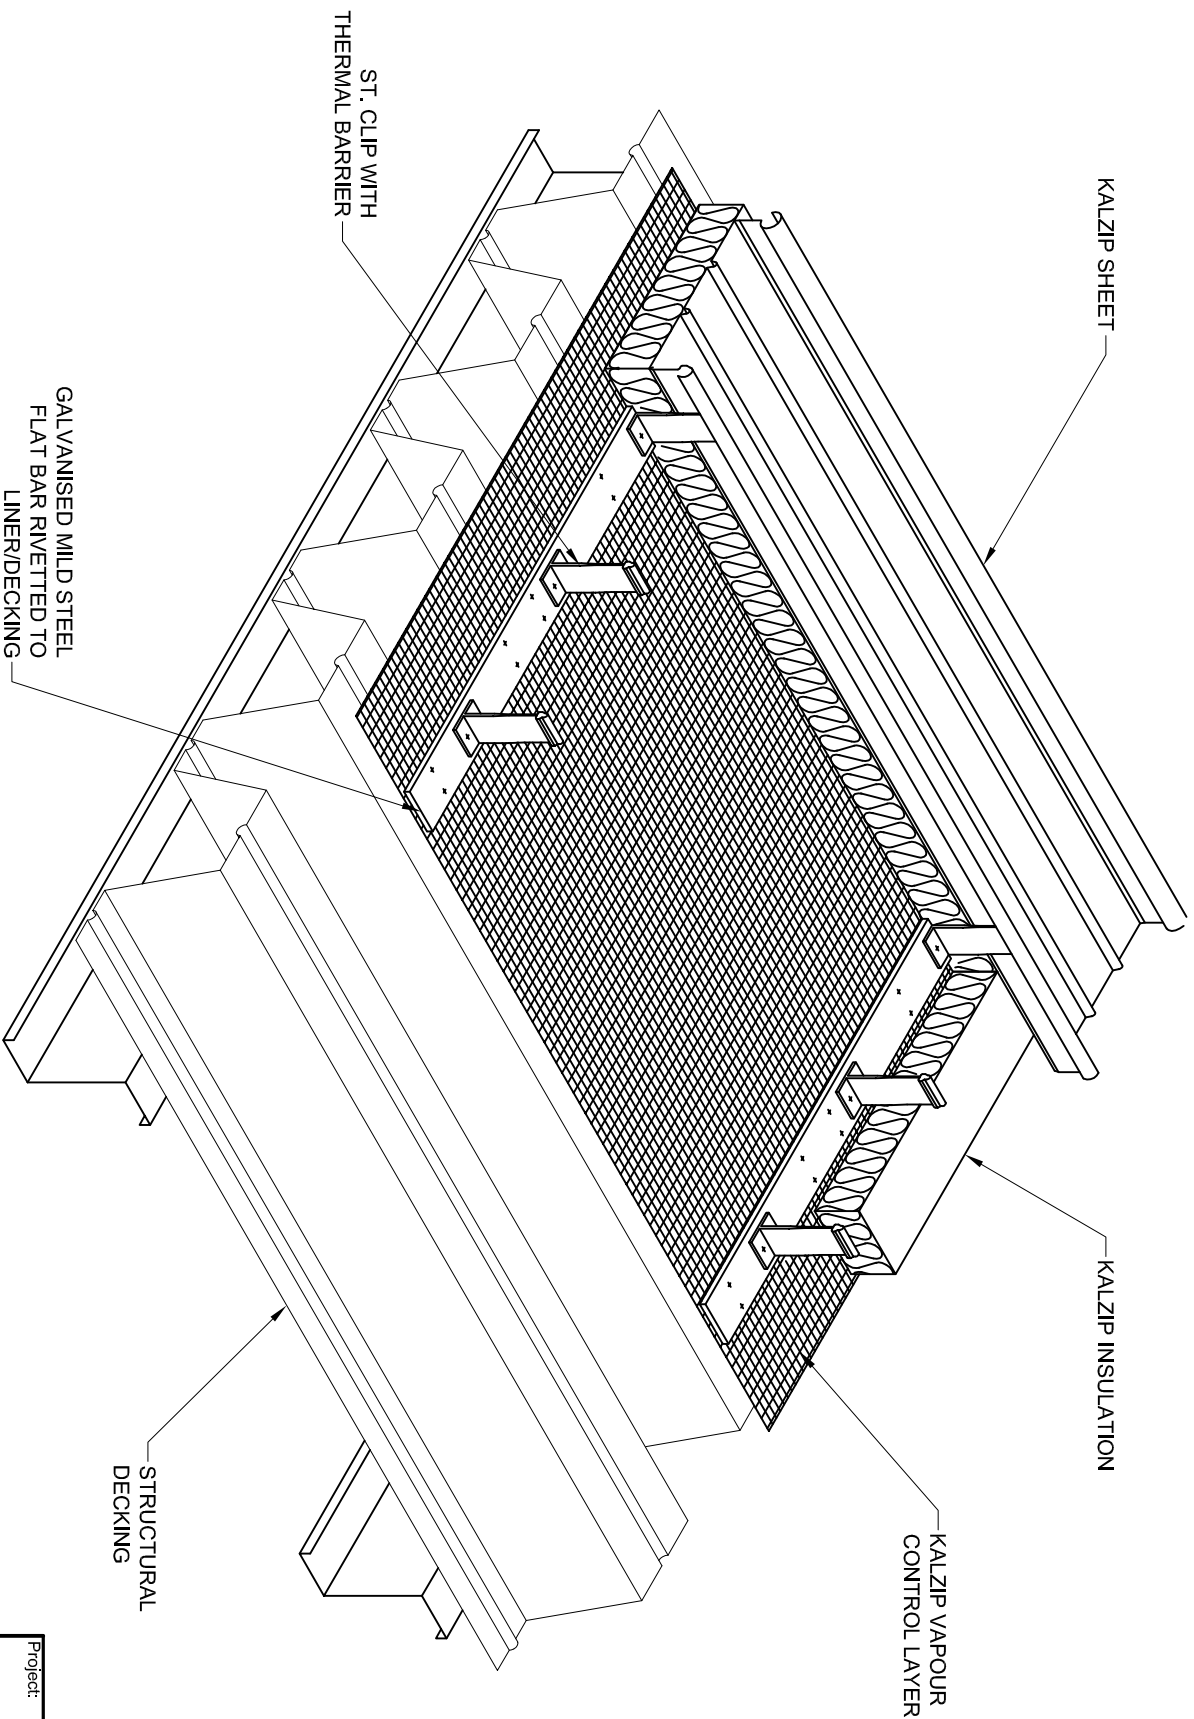 KALZIP SHEET
KALZIP INSULATION
KALZIP VAPOUR
CONTROL LAYER
ST. CLIP WITH
THERMAL BARRIER
STRUCTURAL
DECKING
GALVANISED MILD STEEL
FLAT BAR RIVETTED TO
LINER/DECKING
Project: